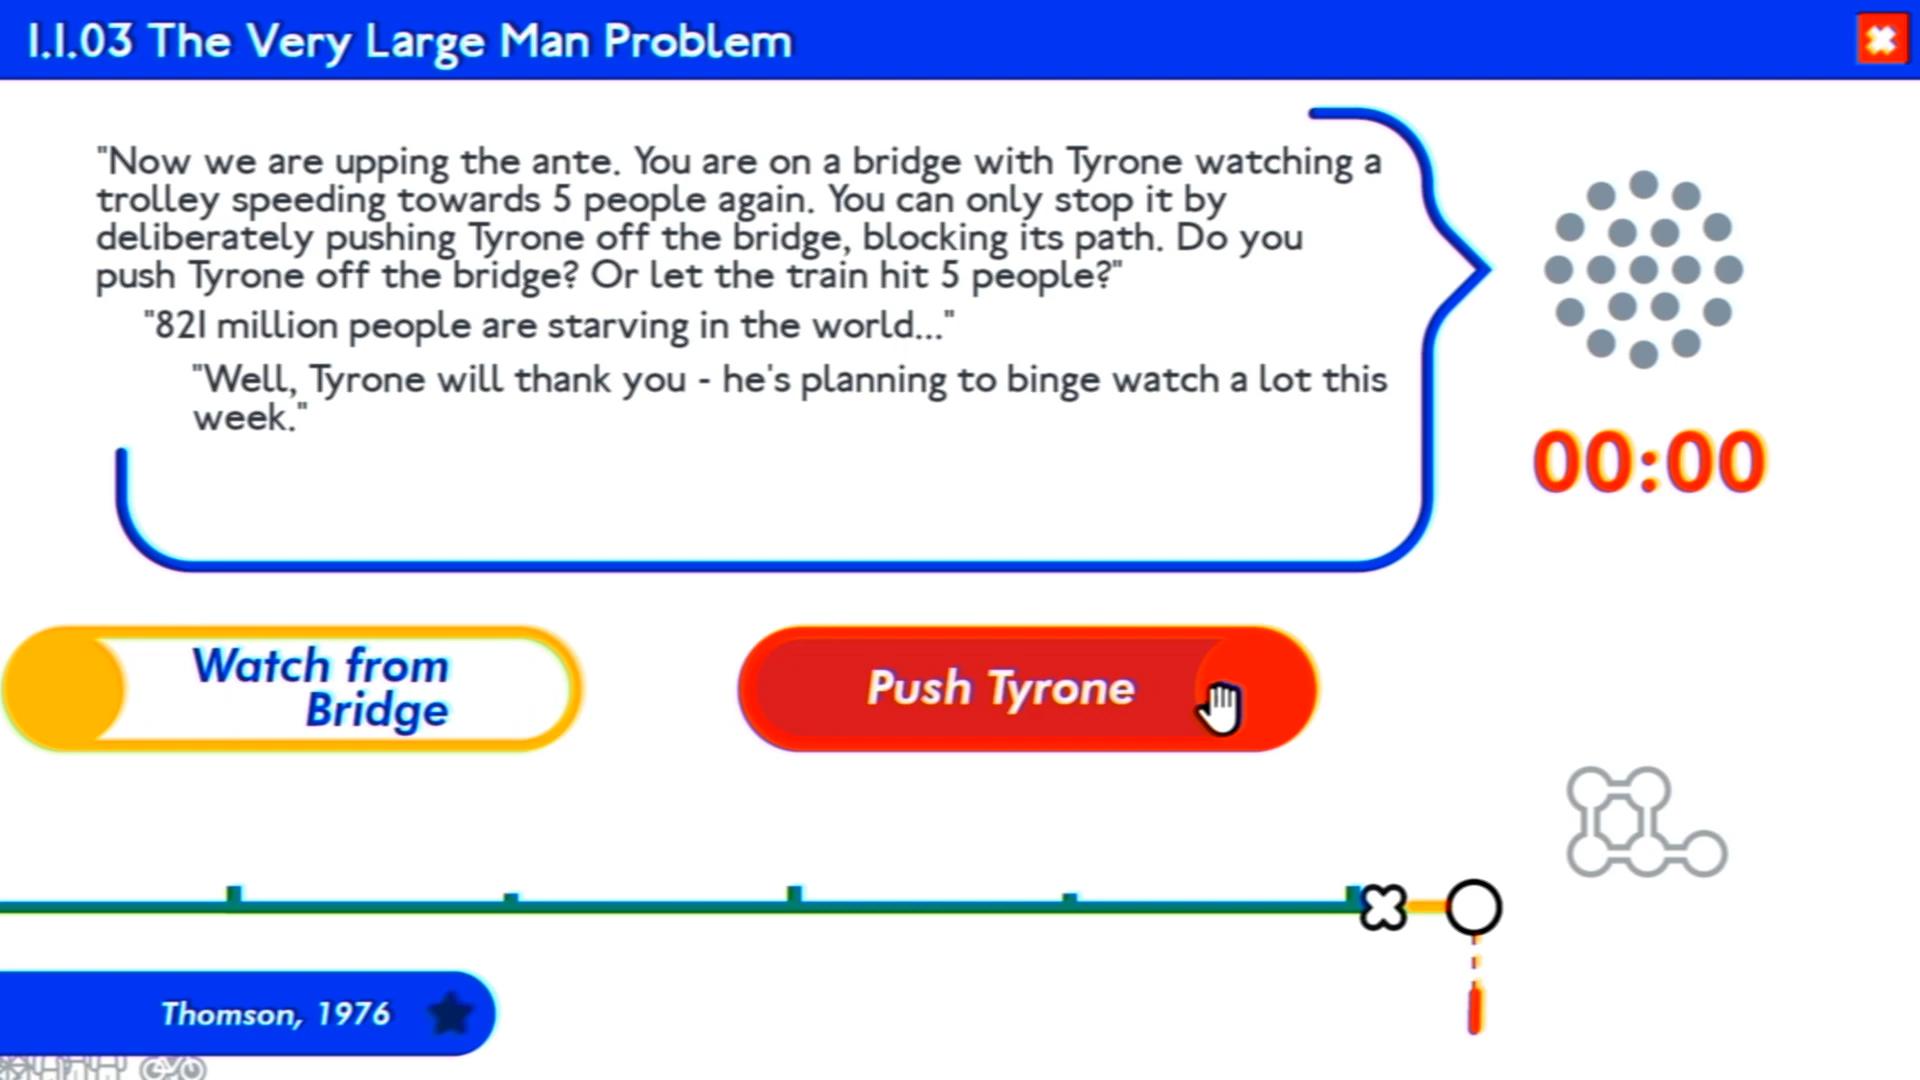 1.1.03 The Very Large Man Problem
"Now we are upping the ante. You are on a bridge with Tyrone watching a
trolley speeding towards 5 people again. You can only stop it by
deliberately pushing Tyrone off the bridge, blocking its path. Do you
push Tyrone off the bridge? Or let the train hit 5 people?"
"821 million people are starving in the world..."
"Well, Tyrone will thank you - he's planning to binge watch a lot this
week."
00:00
Watch from
Bridge
Push Tyrone
Thomson, 1976